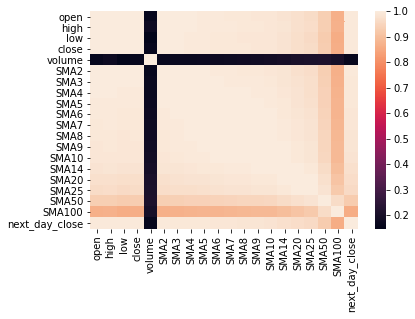 open
high
low
close
volume
SMA2
SMA3
SMA4
SMA5
SMA6
SMA7
SMA8
SMA9
SMA10
SMA14
SMA20
SMA25
SMA50
SMA100
next_day_close
open
high
low
close
volume
SMA2
SMA3
SMA4
SMA5
SMA6
SMA7
SMA8
SMA9
SMA10
SMA14
SMA20
SMA25
SMA50
SMA100
next_day_close
1.0
0.9
0.8
0.7
0.6
0.5
0.4
0.3
0.2